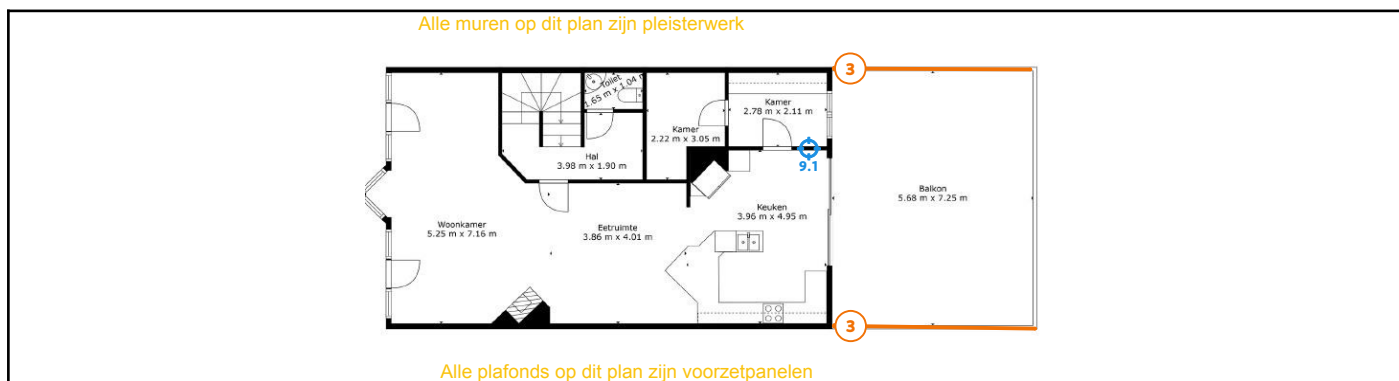 Alle muren op dit plan zijn pleisterwerk
3
Toilet
1.65 m x 1.04 m
Kamer
2.78 m x 2.11 m
Kamer
2.22 m x 3.05 m
Hal
3.98 m x 1.90 m
9.1
Balkon
5.68 m x 7.25 m
Keuken
3.96 m x 4.95 m
Woonkamer
5.25 m x 7.16 m
Eetruimte
3.86 m x 4.01 m
3
Alle plafonds op dit plan zijn voorzetpanelen